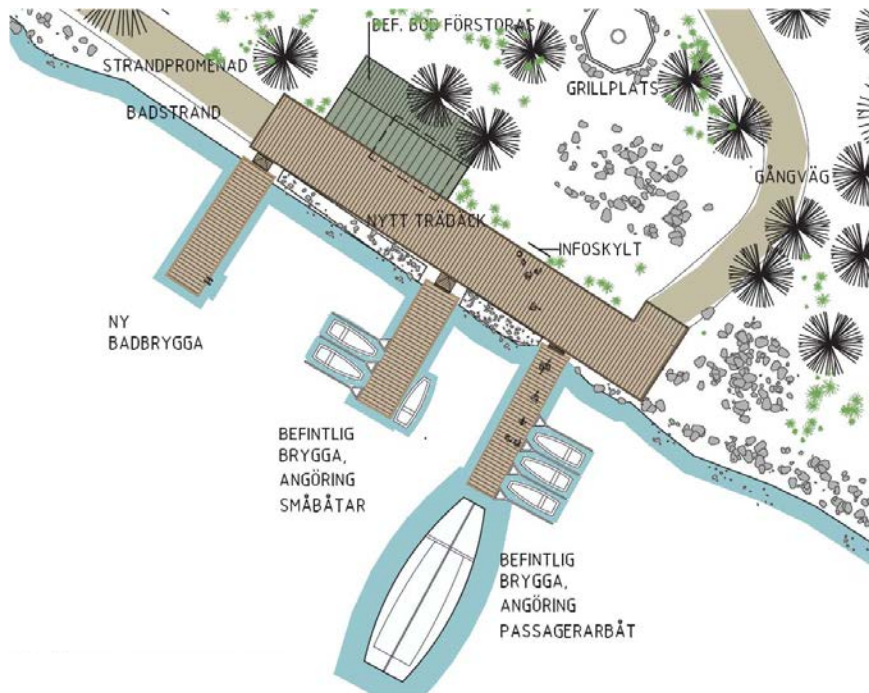 BEF. BOD FÖRSTORAS
STRANDPROMENAD
GRILLPLATS
BADSTRAND
GÅNGVÄG
NYTT TRÄDÄCK
INFOSKYLT
NY
BADBRYGGA
BEFINTLIG
BRYGGA,
ANGÖRING
SMÅBÅTAR
BEFINTLIG
BRYGGA,
ANGÖRING
PASSAGERARBÅT